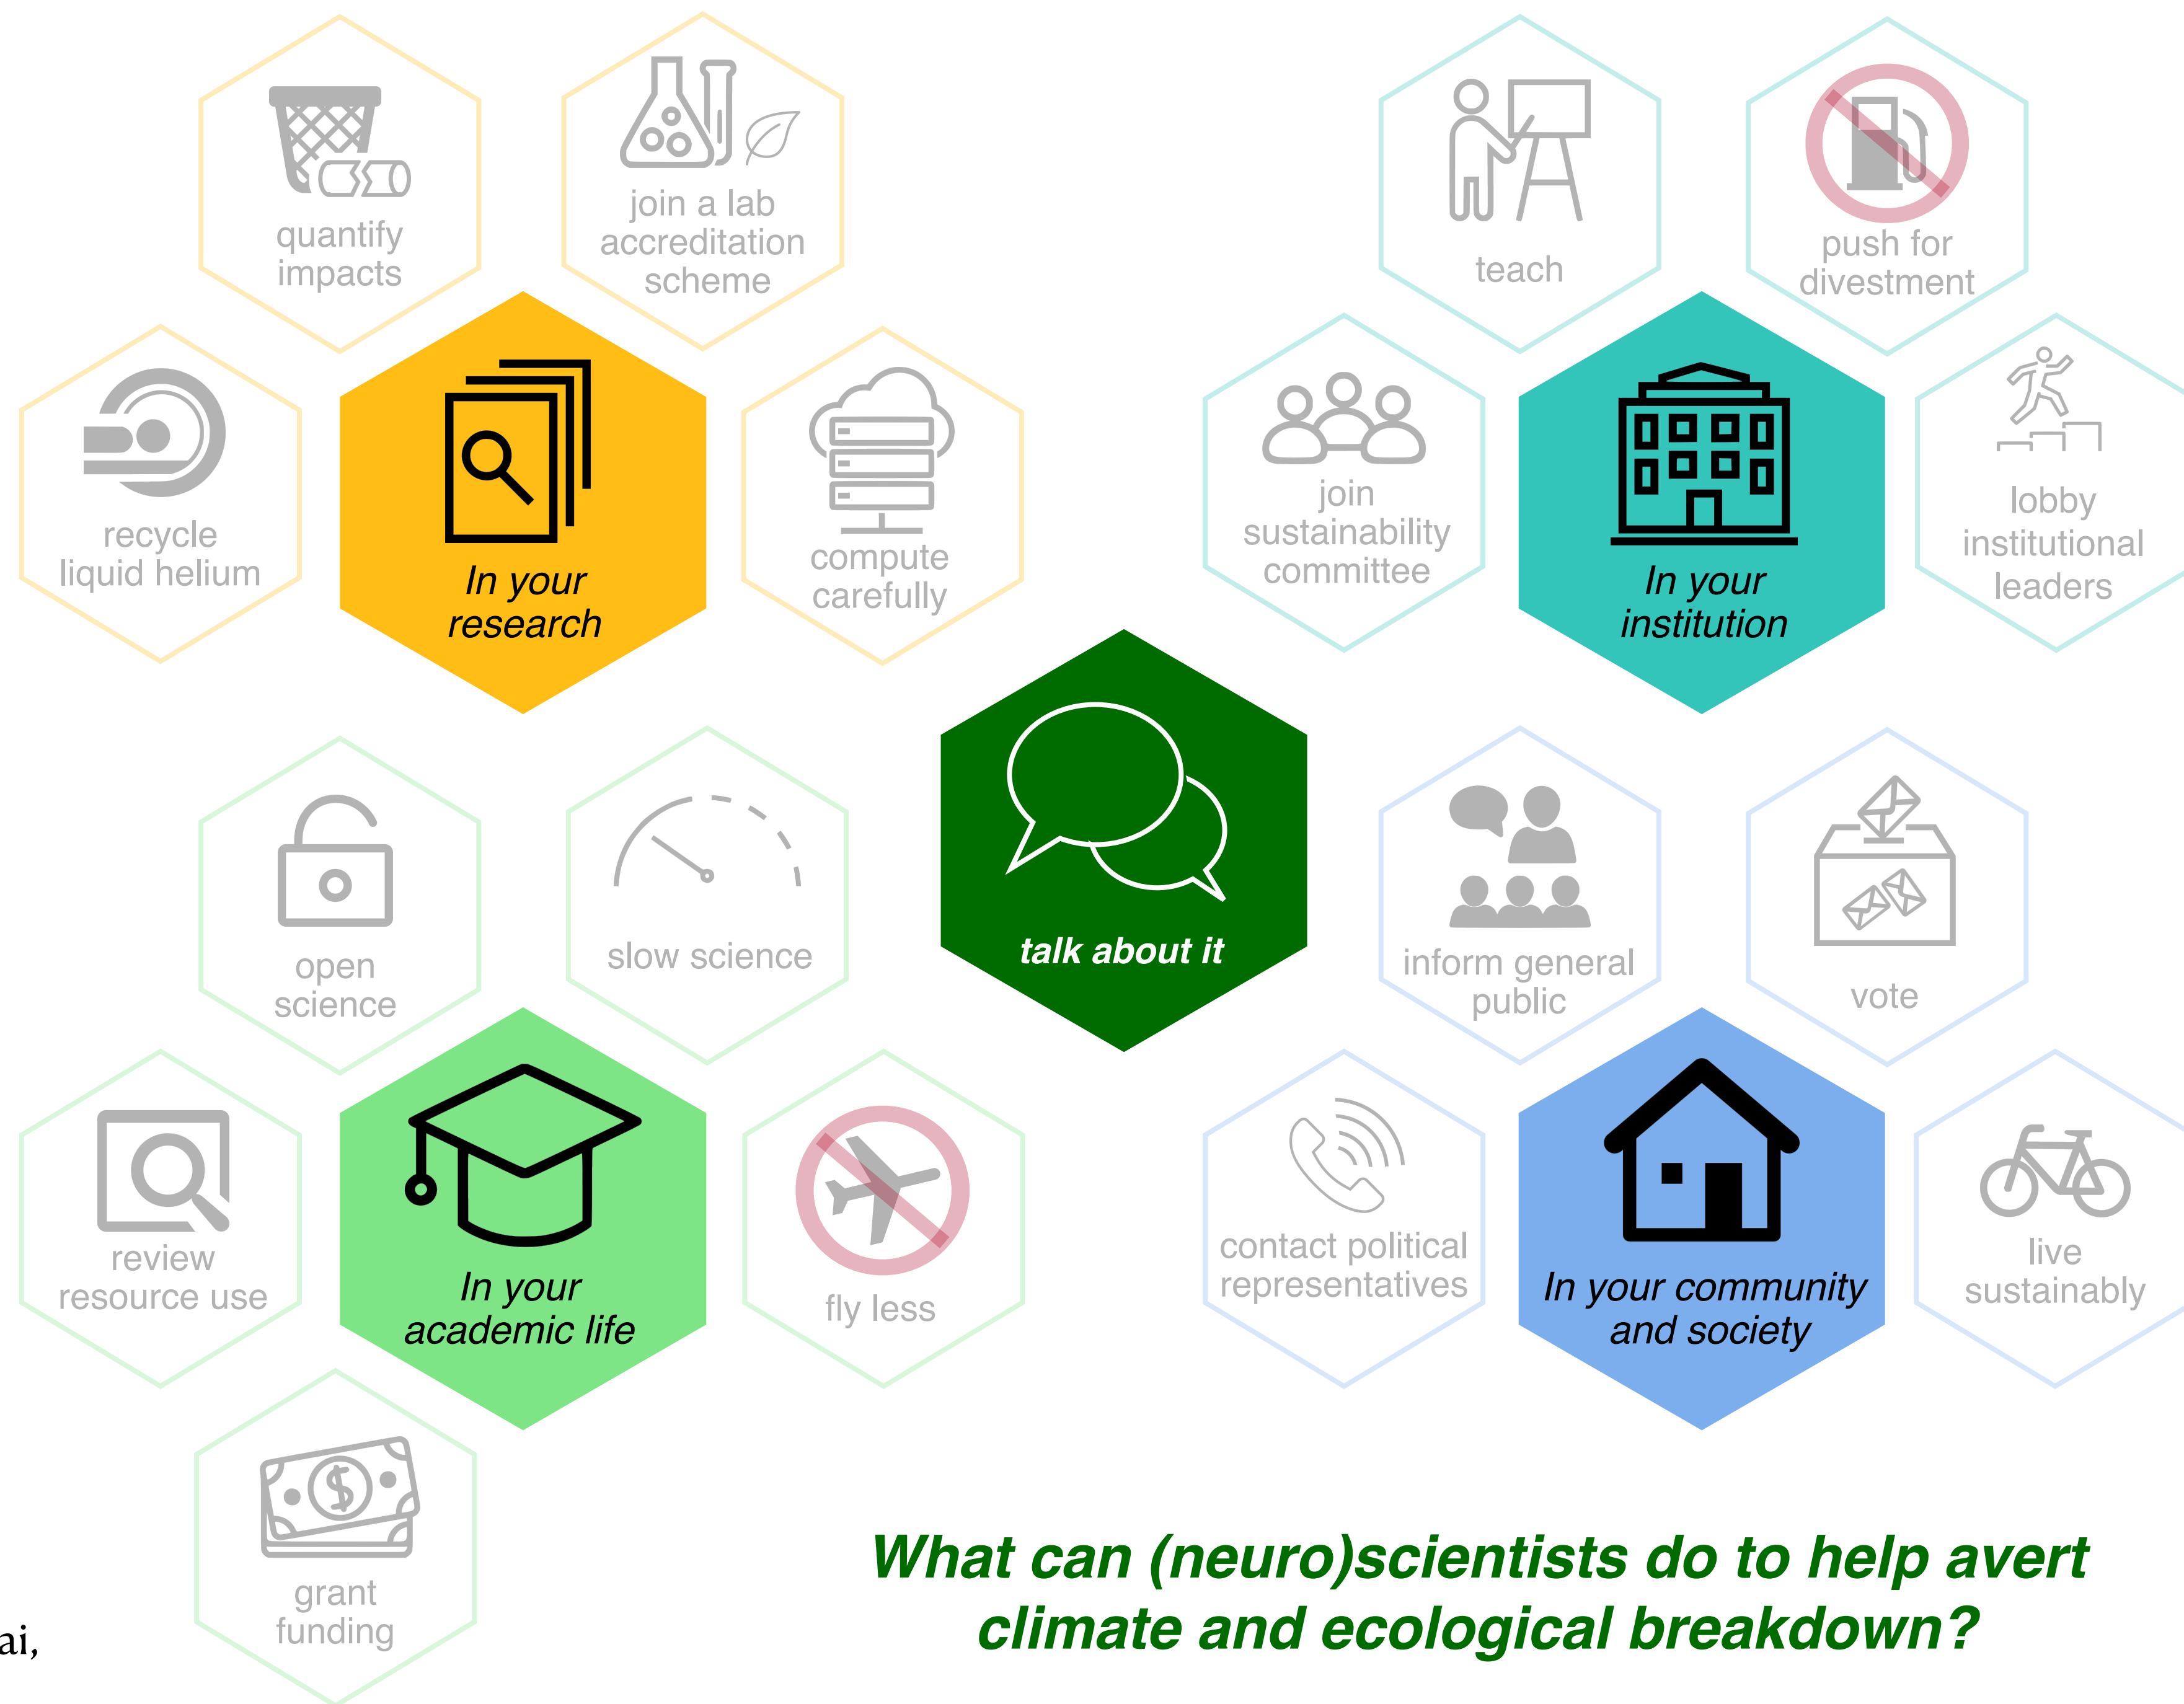 quantify
impacts
join a lab
accreditation
scheme
recycle
liquid helium
In your
research
compute
carefully
teach
push for
divestment
join
sustainability
committee
In your
institution
lobby
institutional
leaders
talk about it
open
science
slow science
review
resource use
In your
academic life
fly less
grant
funding
$
inform general
public
vote
contact political
representatives
In your community
and society
live
sustainably
What can (neuro)scientists do to help avert
climate and ecological breakdown?
ai,